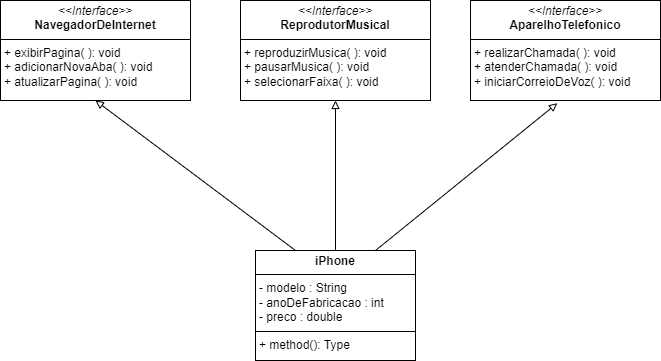 <<Interface>>
NavegadorDeInternet
+ exibirPagina( ): void
+ adicionarNovaAba( ): void
+ atualizarPagina( ): void
<<Interface>>
ReprodutorMusical
+ reproduzirMusica( ): void
+ pausarMusica( ): void
+ selecionarFaixa( ): void
<<Interface>>
AparelhoTelefonico
+ realizarChamada( ): void
+ atenderChamada( ): void
+ iniciarCorreioDeVoz( ): void
iPhone
- modelo : String
- anoDeFabricacao : int
- preco : double
+ method(): Type